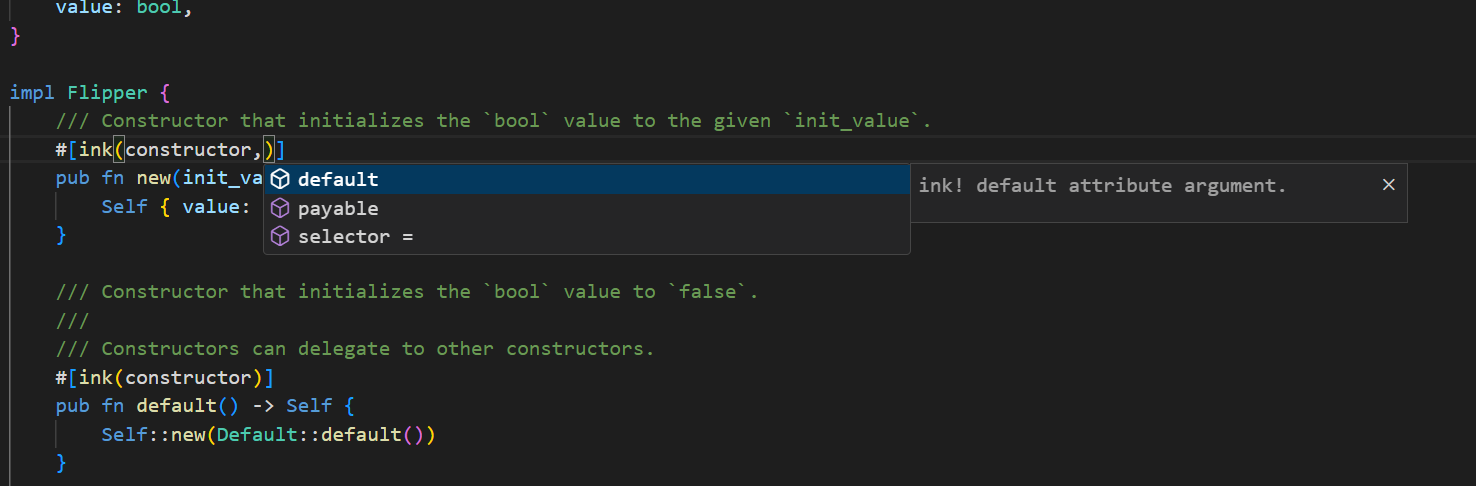 value: bool,
}
impl Flipper {
/// Constructor that initializes the `bool` value to the given `init_value`.
#[ink(constructor,)]
pub fn new(init_va
default
ink! default attribute argument.
Self { value:
payable
selector =
}
/// Constructor that initializes the `bool` value to `false`.
///
/// Constructors can delegate to other constructors.
#[ink(constructor)]
pub fn default() -> Self {
Self::new(Default::default())
}